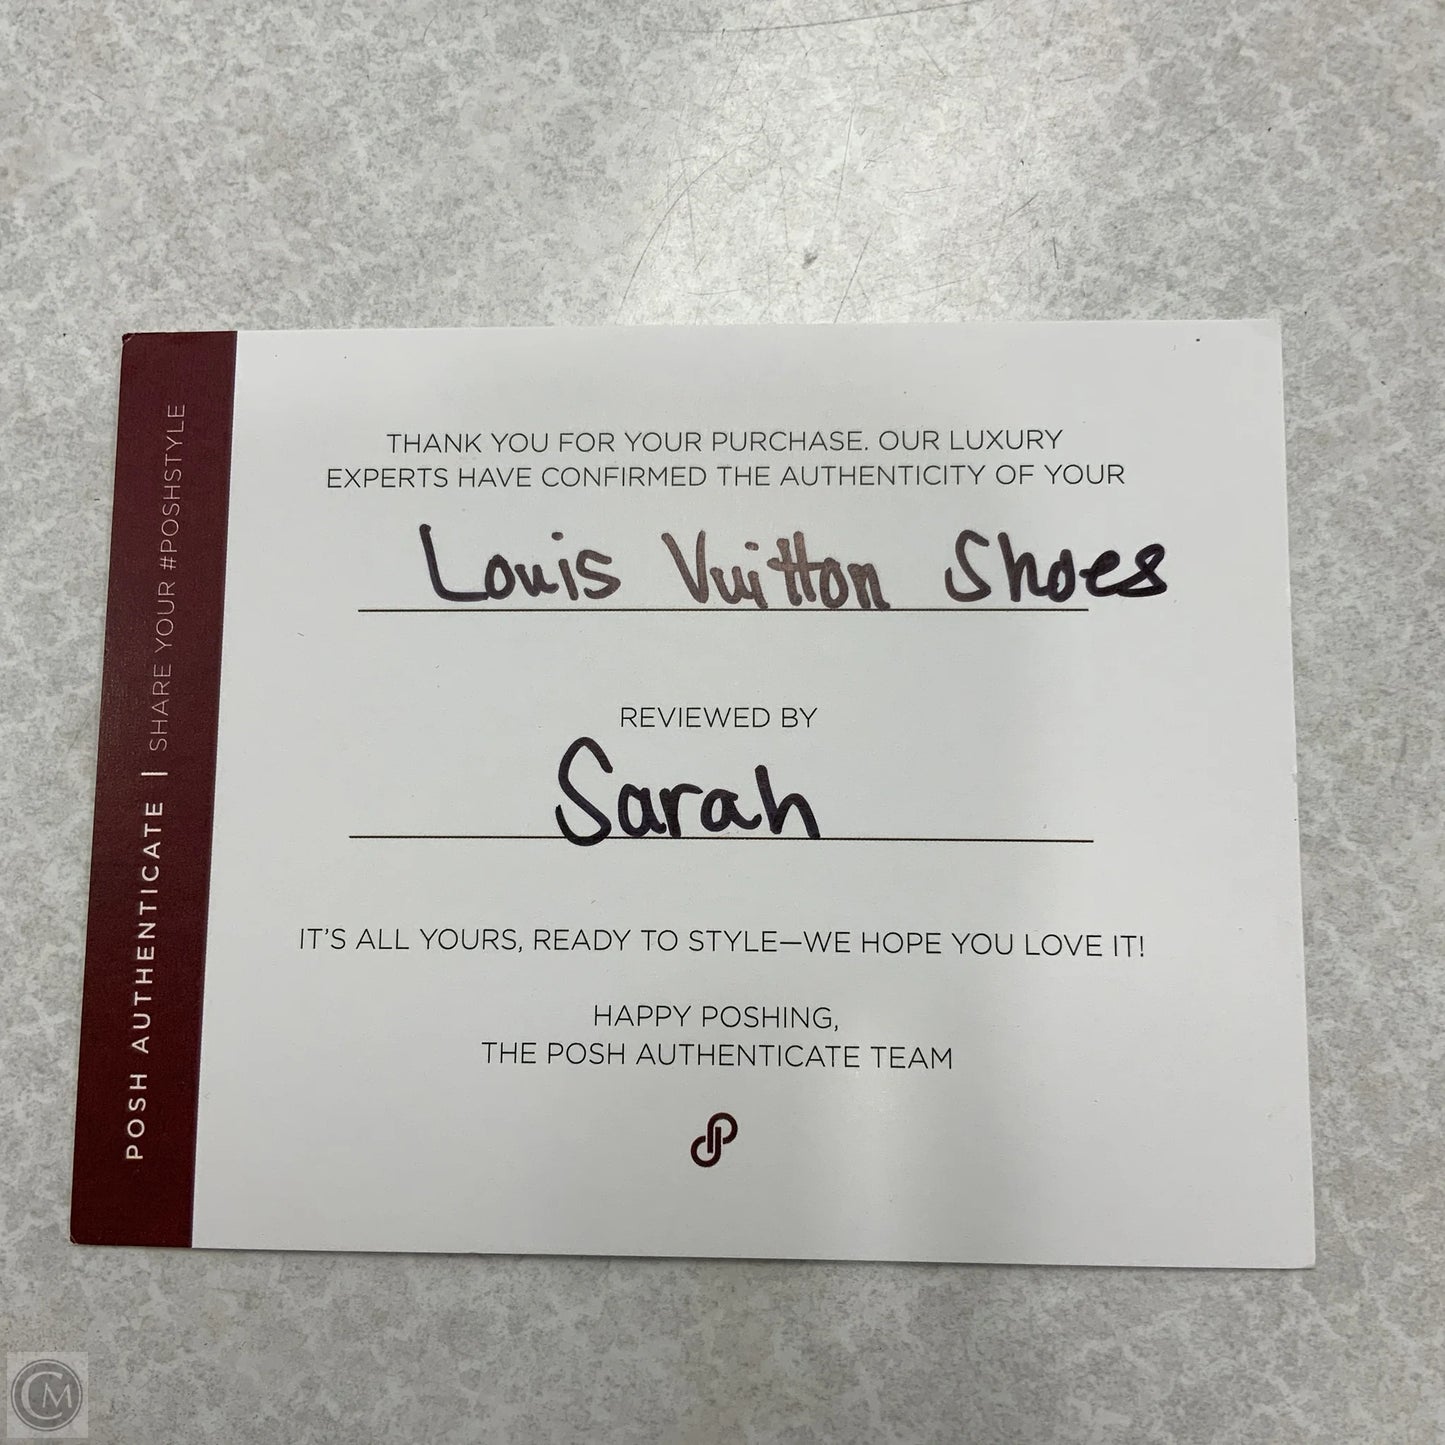 THANK YOU FOR YOUR PURCHASE. OUR LUXURY
EXPERTS HAVE CONFIRMED THE AUTHENTICITY OF YOUR
Louis Vuitton Shoes
REVIEWED BY
Sarah
IT'S ALL YOURS, READY TO STYLE—WE HOPE YOU LOVE IT!
HAPPY POSHING,
THE POSH AUTHENTICATE TEAM
POSH AUTHENTICATE | SHARE YOUR #POSHSTYLE
CM